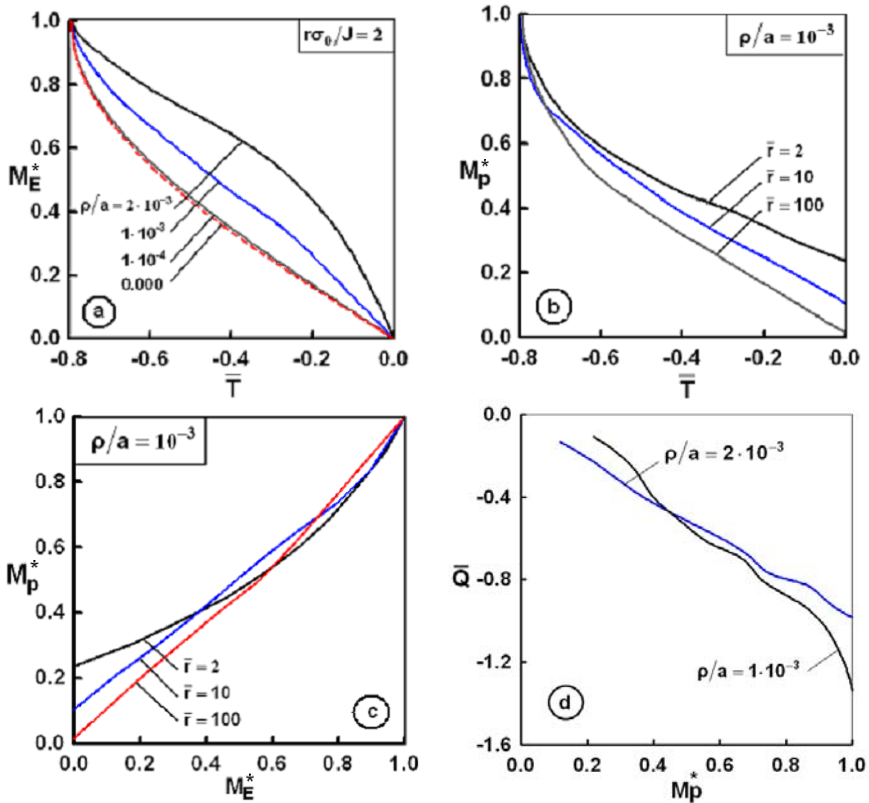 rσ₀/J = 2
M*E
1.0
0.8
0.6
0.4
0.2
0.0
ρ/a = 2·10⁻³
1·10⁻³
1·10⁻⁴
0.000
a
-0.8 -0.6 -0.4 -0.2 0.0
T̿
ρ/a = 10⁻³
M*p
1.0
0.8
0.6
0.4
0.2
0.0
r̄ = 2
r̄ = 10
r̄ = 100
b
-0.8 -0.6 -0.4 -0.2 0.0
T̿
ρ/a = 10⁻³
M*p
1.0
0.8
0.6
0.4
0.2
0.0
r̄ = 2
r̄ = 10
r̄ = 100
c
0.0 0.2 0.4 0.6 0.8 1.0
M*E
Q̄
0.0
-0.4
-0.8
-1.2
-1.6
ρ/a = 2·10⁻³
ρ/a = 1·10⁻³
d
0.0 0.2 0.4 0.6 0.8 1.0
M*p